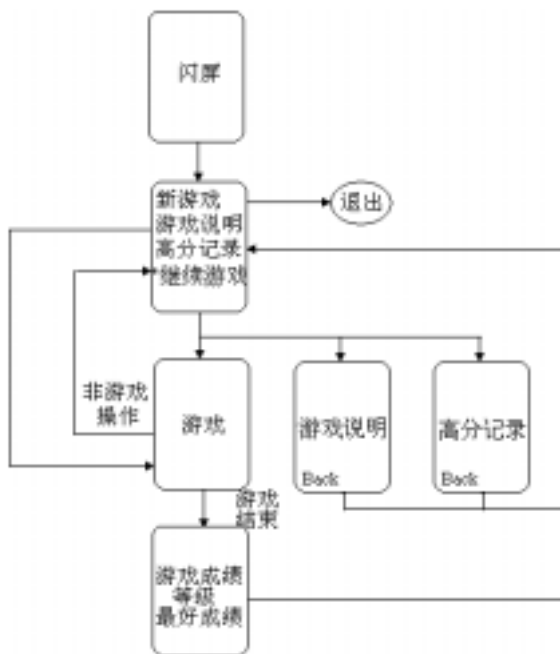 闪屏
新游戏
游戏说明
高分记录
*继续游戏
退出
非游戏
操作
游戏
游戏说明
Back
高分记录
Back
游戏
结束
游戏成绩
等级
最好成绩